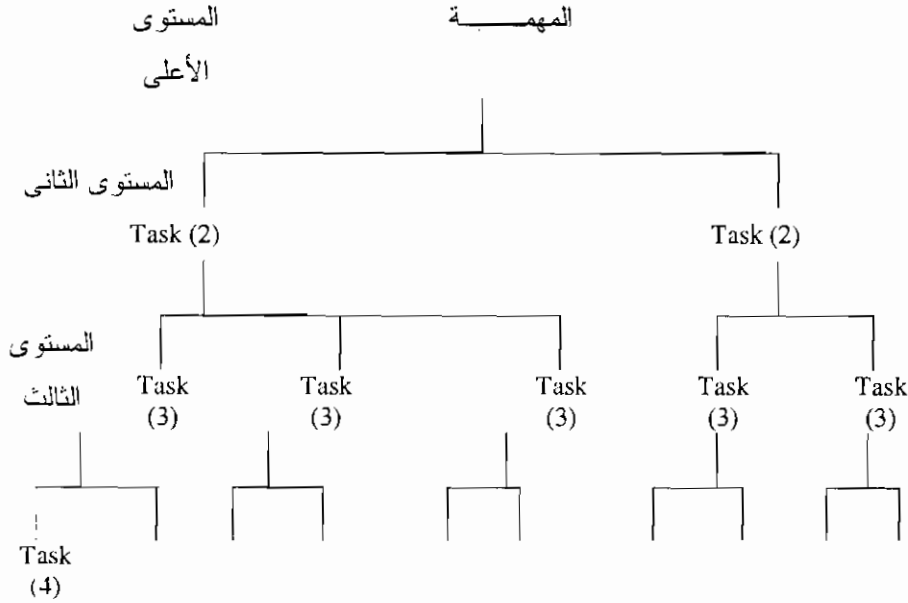 المستوى المهمـــــــة
الأعلى
المستوى الثانى
Task (2) Task (2)
المستوى
الثالث
Task Task Task Task Task
(3) (3) (3) (3) (3)
Task
(4)